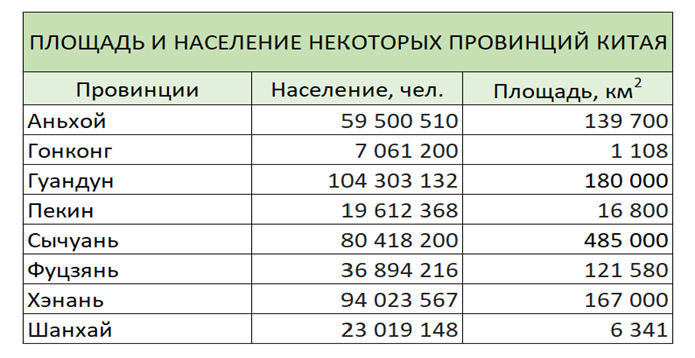 ПЛОЩАДЬ И НАСЕЛЕНИЕ НЕКОТОРЫХ ПРОВИНЦИЙ КИТАЯ
Провинции Население, чел. Площадь, км²
Аньхой 59 500 510 139 700
Гонконг 7 061 200 1 108
Гуандун 104 303 132 180 000
Пекин 19 612 368 16 800
Сычуань 80 418 200 485 000
Фуцзянь 36 894 216 121 580
Хэнань 94 023 567 167 000
Шанхай 23 019 148 6 341